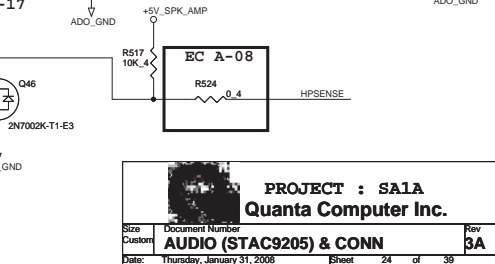 -17
ADO_GND
+5V_SPK_AMP
ADO_GND
R517
10K_4
EC A-08
R524
0_4
HPSENSE
Q46
2N7002K-T1-E3
_GND
PROJECT : SA1A
Quanta Computer Inc.
Size
Document Number
Rev
Custom
AUDIO (STAC9205) & CONN
3A
Date: Thursday, January 31, 2008
Sheet 24 of 39